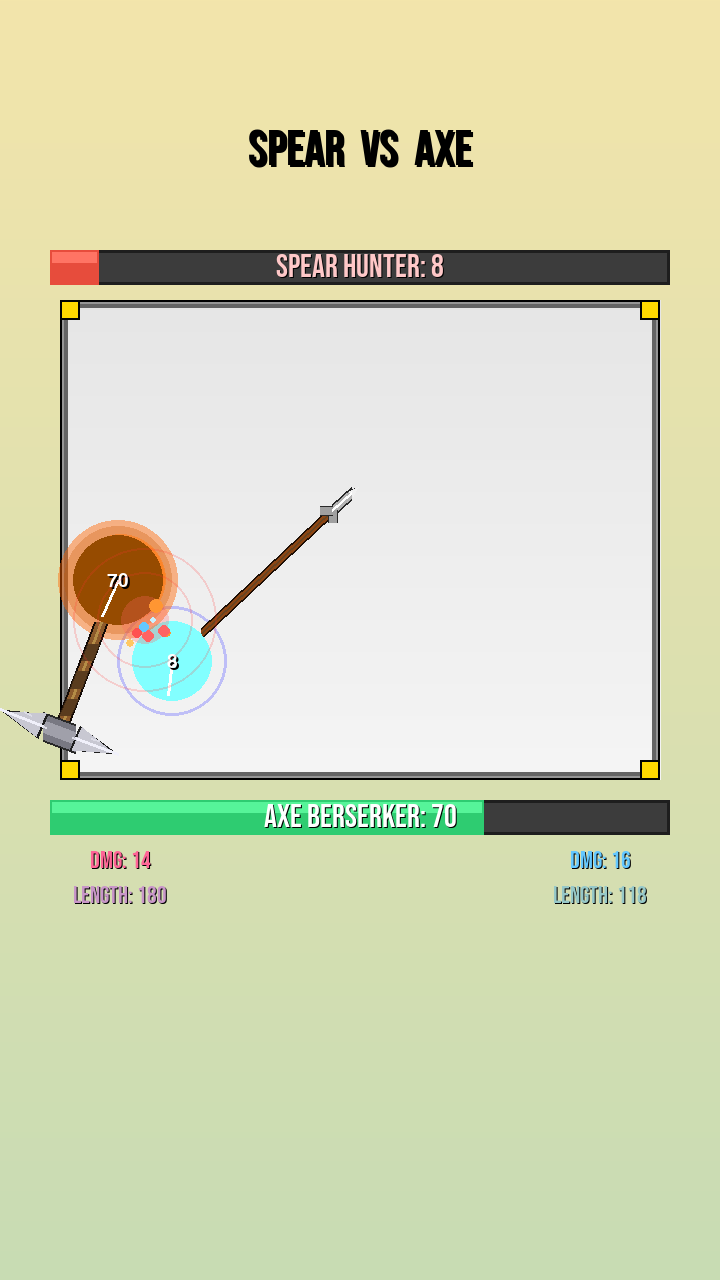 SPEAR VS AXE
SPEAR HUNTER: 8
70
8
AXE BERSERKER: 70
DMG: 14
DMG: 16
LENGTH: 180
LENGTH: 118